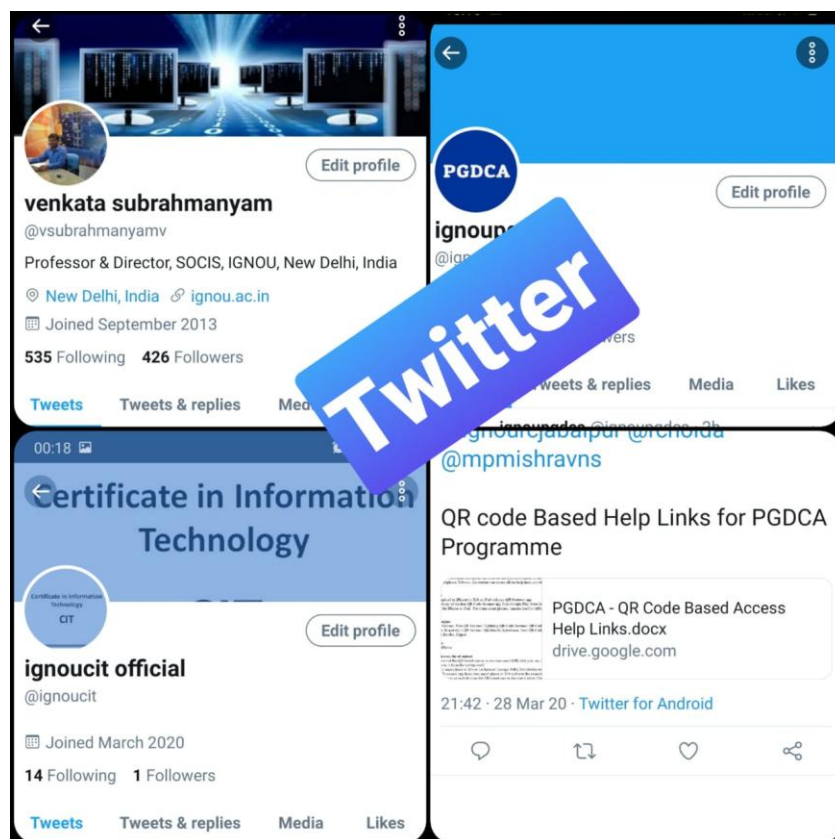 Edit profile
venkata subrahmanyam
@vsubrahmanyamv
Professor & Director, SOCIS, IGNOU, New Delhi, India
New Delhi, India ignou.ac.in
Joined September 2013
535 Following 426 Followers
Tweets Tweets & replies
PGDCA
Edit profile
Tweets & replies Media Likes
Twitter
00:18
Certificate in Information
Technology
Certificate in Information
Technology
CIT
Edit profile
ignoucit official
@ignoucit
Joined March 2020
14 Following 1 Followers
Tweets Tweets & replies Media Likes
@mpmishravns
QR code Based Help Links for PGDCA
Programme
PGDCA - QR Code Based Access
Help Links.docx
drive.google.com
21:42 · 28 Mar 20 · Twitter for Android